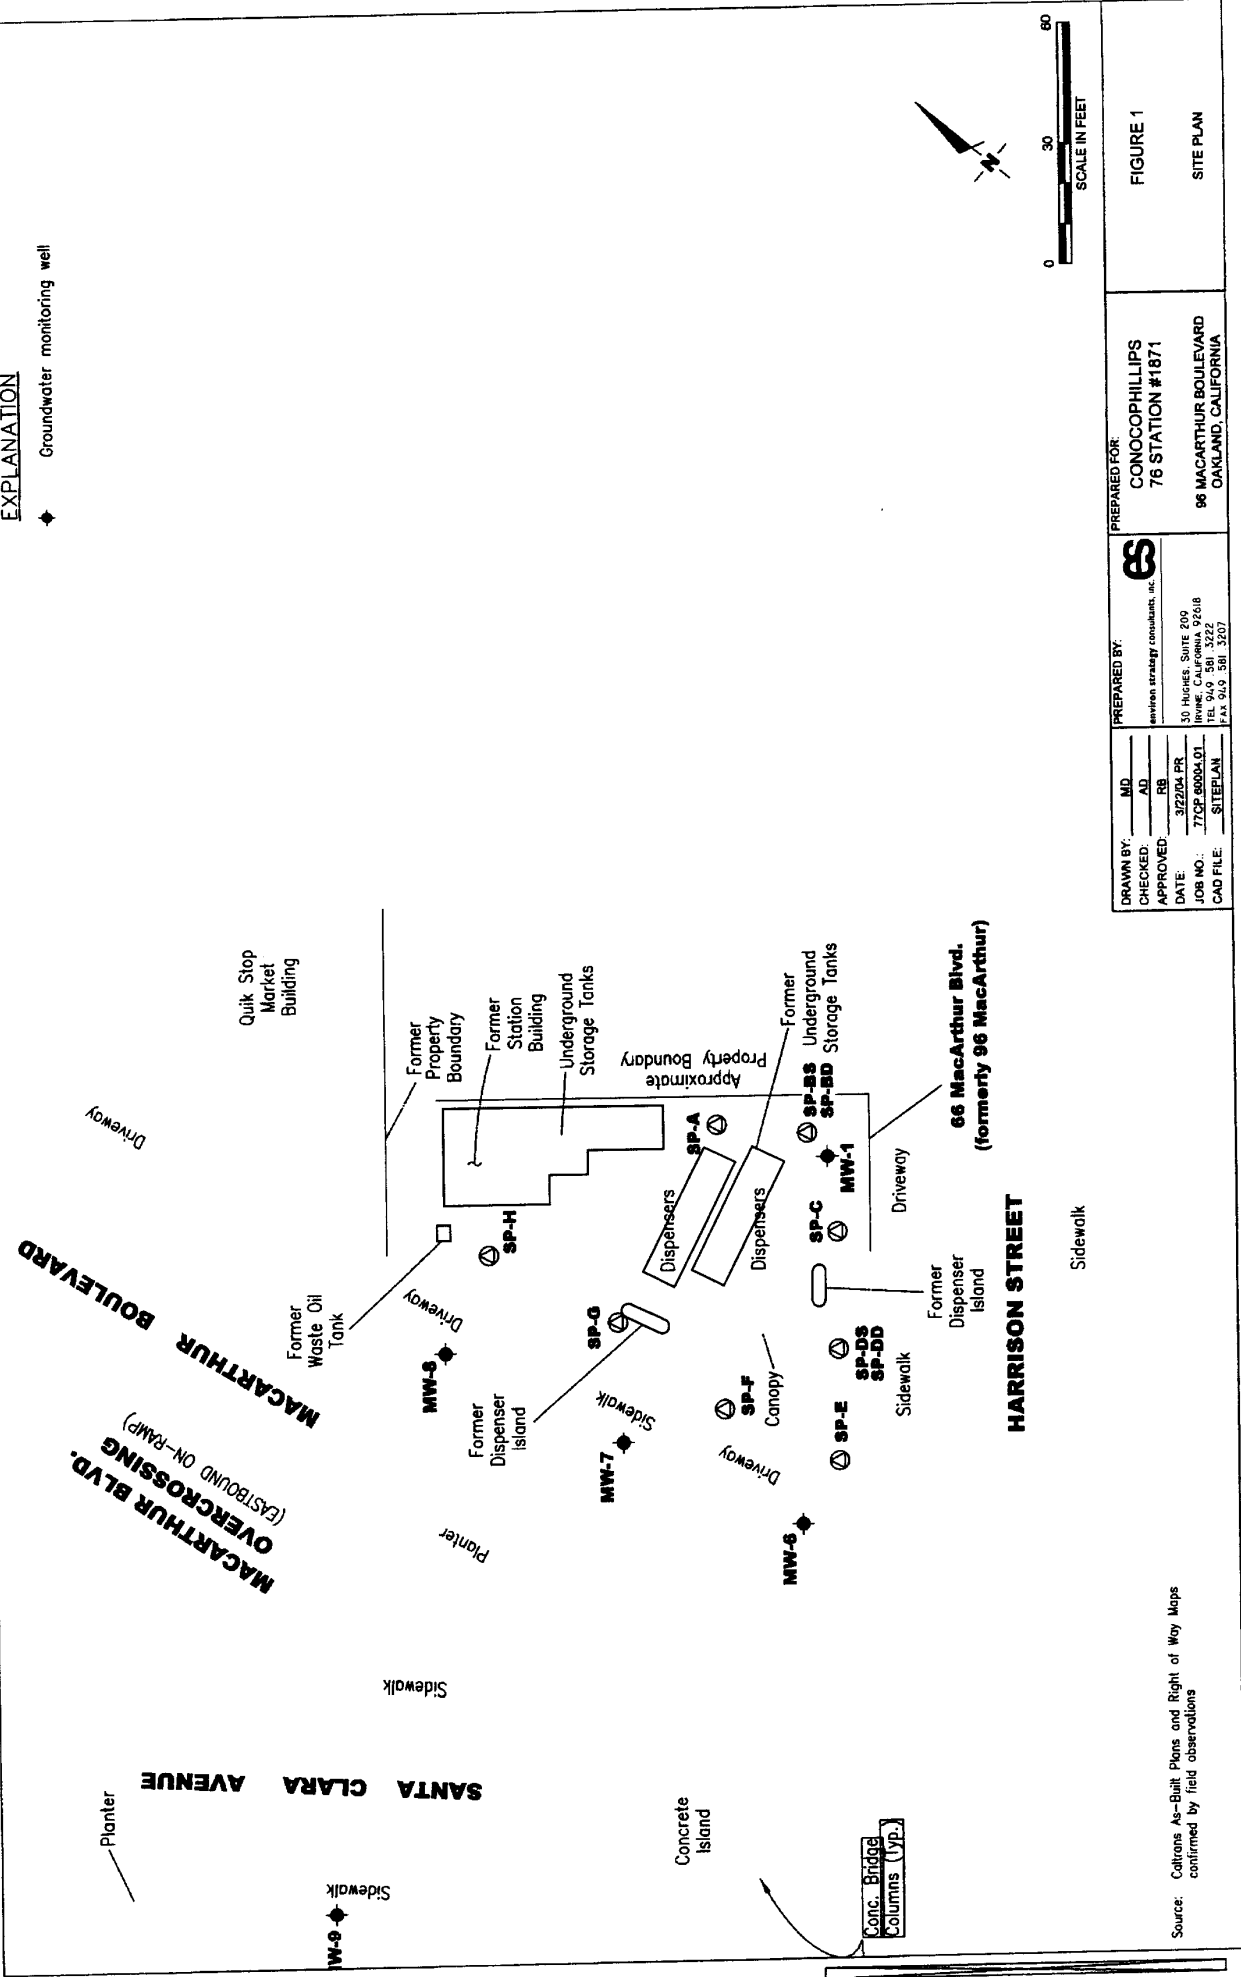 EXPLANATION
Groundwater monitoring well
Planter
SANTA CLARA AVENUE
Sidewalk
Sidewalk
W-9
MACARTHUR BLVD.
OVERCROSSING
(EASTBOUND ON-RAMP)
MACARTHUR BOULEVARD
Driveway
Quik Stop
Market
Building
Planter
Former
Waste Oil
Tank
Driveway
MW-8
SP-H
Former
Property
Boundary
Former
Station
Building
Underground
Storage Tanks
Former
Dispenser
Island
Sidewalk
MW-7
SP-G
Dispensers
SP-A
Approximate
Property Boundary
Concrete
Island
Driveway
SP-F
Canopy
Dispensers
Former
Underground
Storage Tanks
MW-6
SP-E
SP-DS
SP-DD
SP-C
MW-1
SP-BS
SP-BD
Conc. Bridge
Columns (Typ.)
Sidewalk
Former
Dispenser
Island
Driveway
66 MacArthur Blvd.
(formerly 96 MacArthur)
HARRISON STREET
Sidewalk
N
0 30 60
SCALE IN FEET
Source: Caltrans As-Built Plans and Right of Way Maps
confirmed by field observations
DRAWN BY: MD
CHECKED: AD
APPROVED: RB
DATE: 3/22/04 PR
JOB NO.: 77CP.60004.01
CAD FILE: SITEPLAN
PREPARED BY:
es
environ strategy consultants, inc.
30 HUGHES, SUITE 209
IRVINE, CALIFORNIA 92618
TEL 949 . 581 . 3222
FAX 949 . 581 . 3207
PREPARED FOR:
CONOCOPHILLIPS
76 STATION #1871
96 MACARTHUR BOULEVARD
OAKLAND, CALIFORNIA
FIGURE 1
SITE PLAN